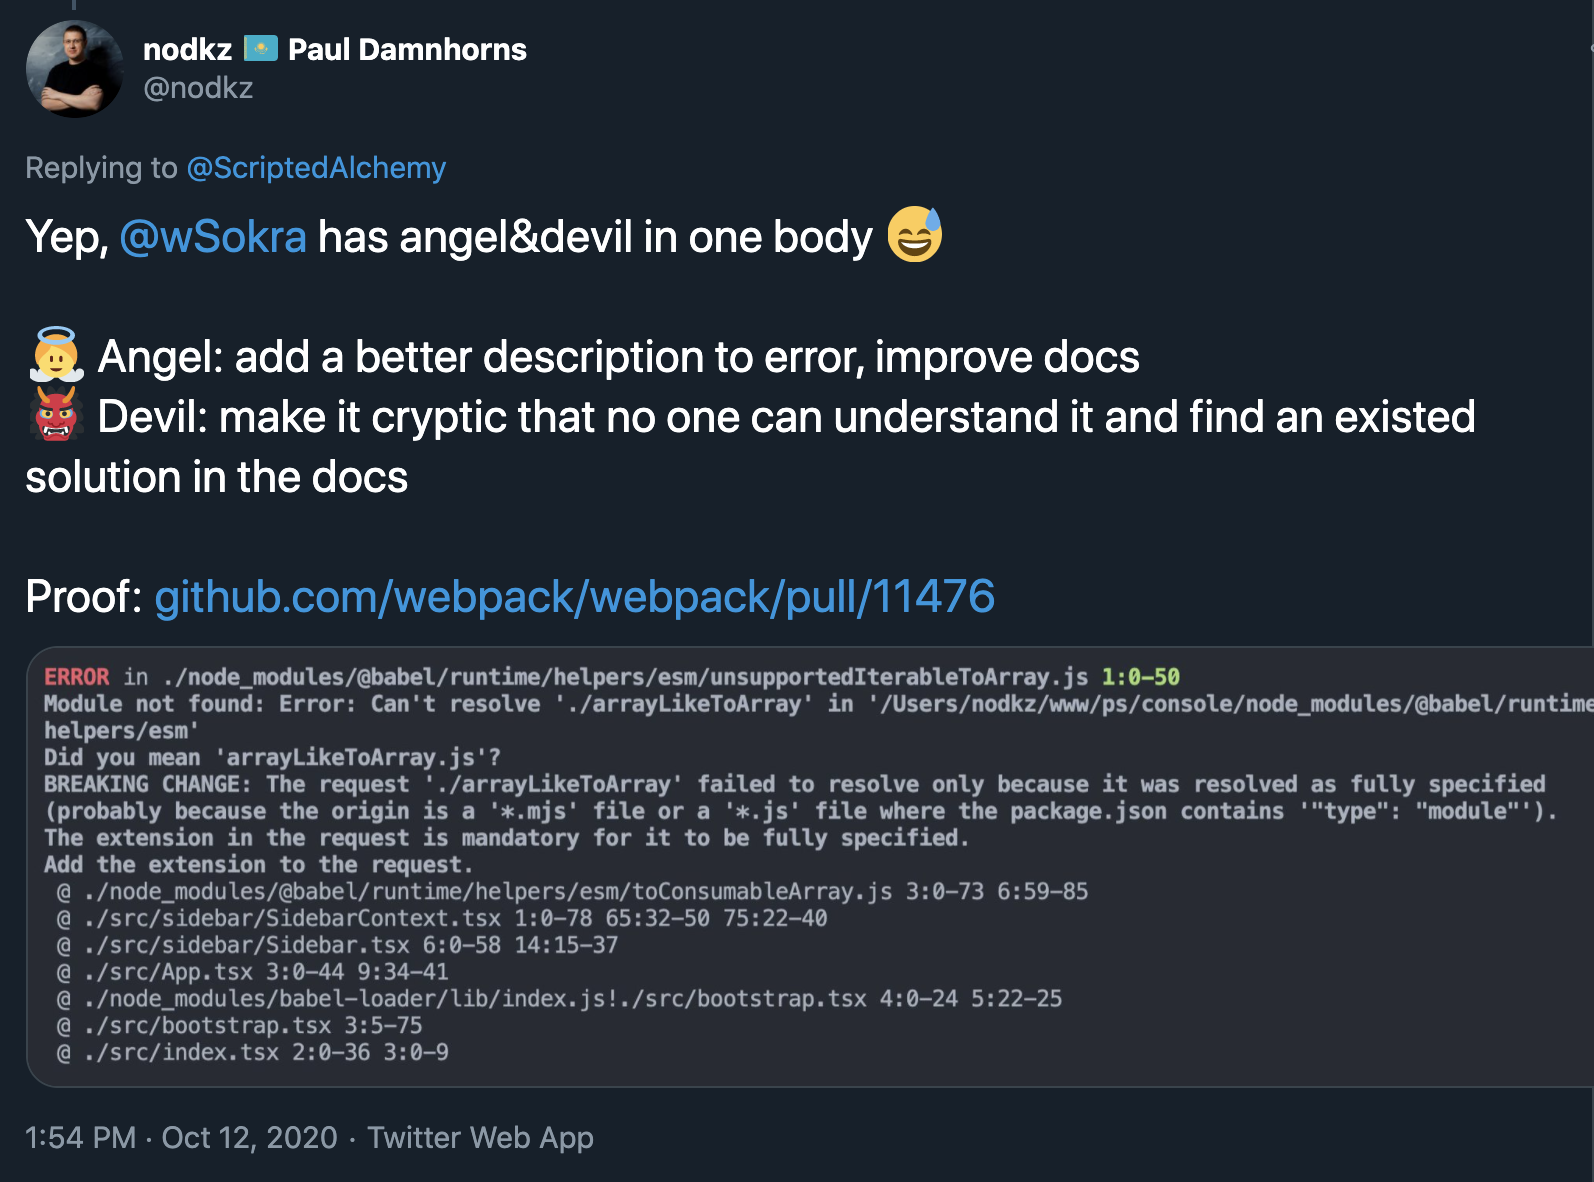 nodkz 🇰🇿 Paul Damnhorns
@nodkz
Replying to @ScriptedAlchemy
Yep, @wSokra has angel&devil in one body 😅
👼 Angel: add a better description to error, improve docs
👹 Devil: make it cryptic that no one can understand it and find an existed
solution in the docs
Proof: github.com/webpack/webpack/pull/11476
ERROR in ./node_modules/@babel/runtime/helpers/esm/unsupportedIterableToArray.js 1:0-50
Module not found: Error: Can't resolve './arrayLikeToArray' in '/Users/nodkz/www/ps/console/node_modules/@babel/runtime
helpers/esm'
Did you mean 'arrayLikeToArray.js'?
BREAKING CHANGE: The request './arrayLikeToArray' failed to resolve only because it was resolved as fully specified
(probably because the origin is a '*.mjs' file or a '*.js' file where the package.json contains '"type": "module"').
The extension in the request is mandatory for it to be fully specified.
Add the extension to the request.
@ ./node_modules/@babel/runtime/helpers/esm/toConsumableArray.js 3:0-73 6:59-85
@ ./src/sidebar/SidebarContext.tsx 1:0-78 65:32-50 75:22-40
@ ./src/sidebar/Sidebar.tsx 6:0-58 14:15-37
@ ./src/App.tsx 3:0-44 9:34-41
@ ./node_modules/babel-loader/lib/index.js!./src/bootstrap.tsx 4:0-24 5:22-25
@ ./src/bootstrap.tsx 3:5-75
@ ./src/index.tsx 2:0-36 3:0-9
1:54 PM · Oct 12, 2020 · Twitter Web App